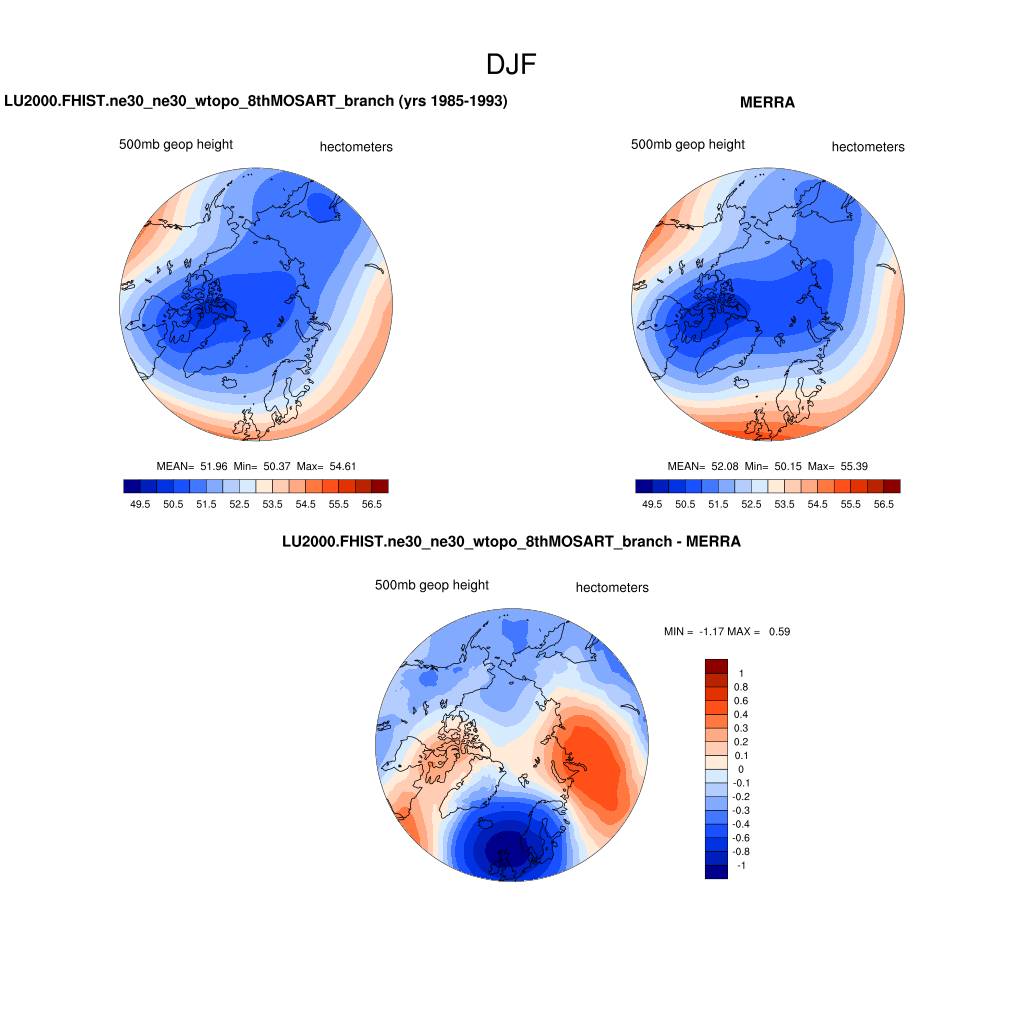 DJF
LU2000.FHIST.ne30_ne30_wtopo_8thMOSART_branch (yrs 1985-1993)
MERRA
500mb geop height
hectometers
500mb geop height
hectometers
MEAN= 51.96 Min= 50.37 Max= 54.61
MEAN= 52.08 Min= 50.15 Max= 55.39
49.5 50.5 51.5 52.5 53.5 54.5 55.5 56.5
49.5 50.5 51.5 52.5 53.5 54.5 55.5 56.5
LU2000.FHIST.ne30_ne30_wtopo_8thMOSART_branch - MERRA
500mb geop height
hectometers
MIN = -1.17 MAX = 0.59
1
0.8
0.6
0.4
0.3
0.2
0.1
0
-0.1
-0.2
-0.3
-0.4
-0.6
-0.8
-1